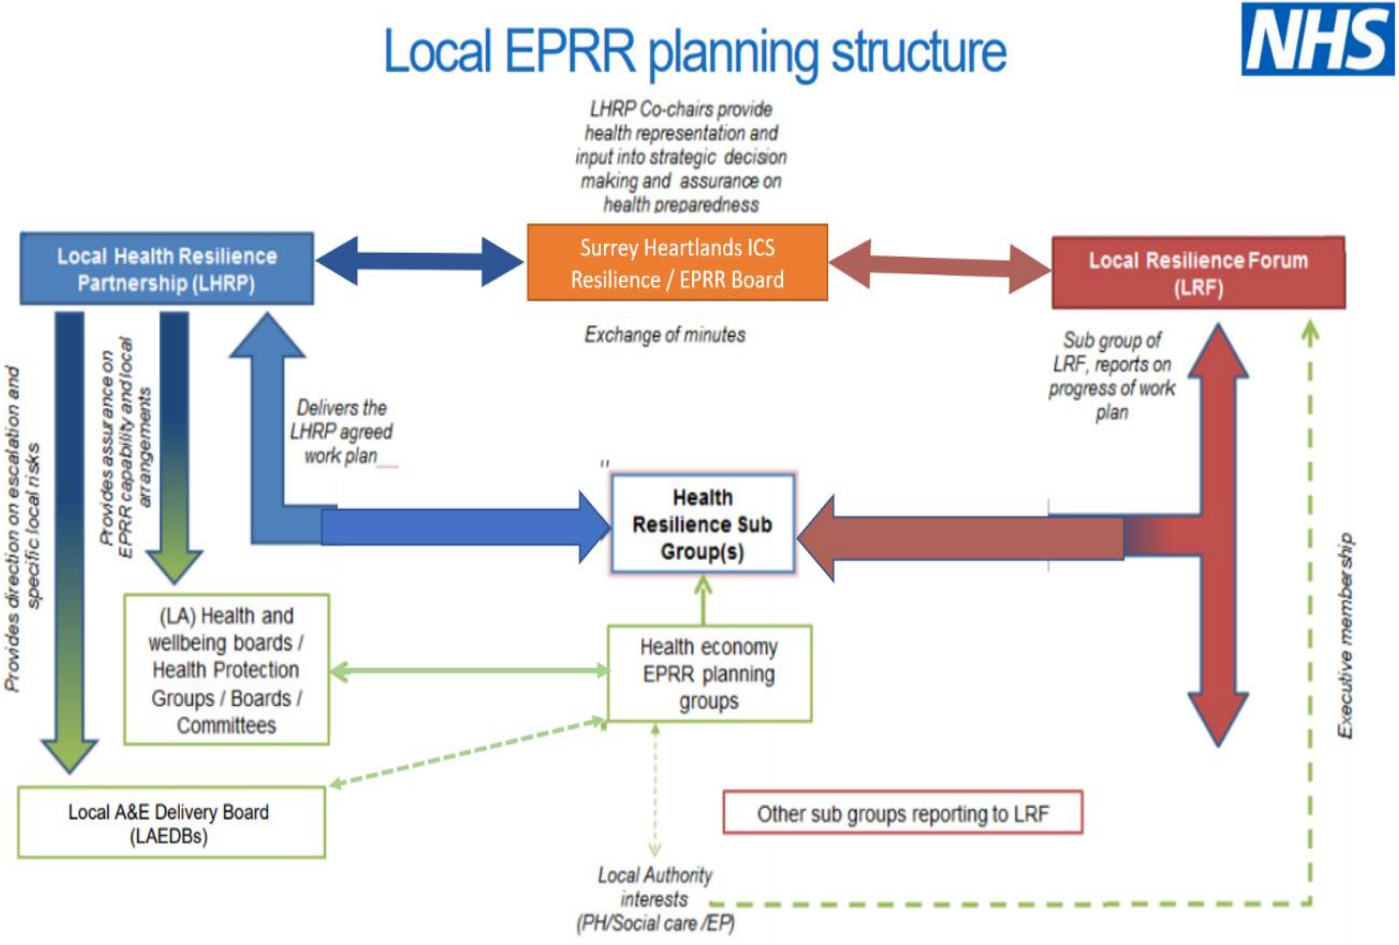 Local EPRR planning structure
NHS
LHRP Co-chairs provide
health representation and
input into strategic decision
making and assurance on
health preparedness
Local Health Resilience
Partnership (LHRP)
Surrey Heartlands ICS
Resilience / EPRR Board
Local Resilience Forum
(LRF)
Exchange of minutes
Sub group of
LRF, reports on
progress of work
plan
Provides direction on escalation and
specific local risks
Provides assurance on
EPRR capability and local
arrangements
Delivers the
LHRP agreed
work plan
"
Health
Resilience Sub
Group(s)
(LA) Health and
wellbeing boards /
Health Protection
Groups / Boards /
Committees
Health economy
EPRR planning
groups
Executive membership
Local A&E Delivery Board
(LAEDBs)
Other sub groups reporting to LRF
Local Authority
interests
(PH/Social care /EP)